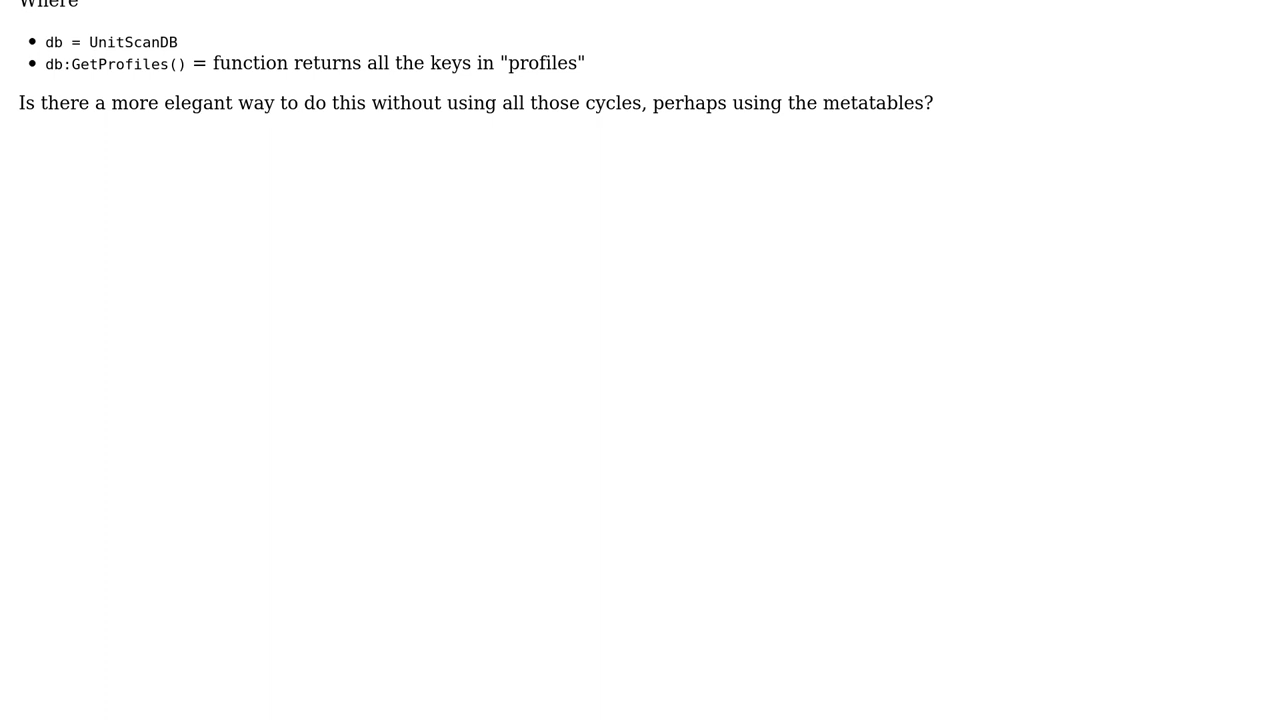 Where
db = UnitScanDB
db:GetProfiles() = function returns all the keys in "profiles"
Is there a more elegant way to do this without using all those cycles, perhaps using the metatables?